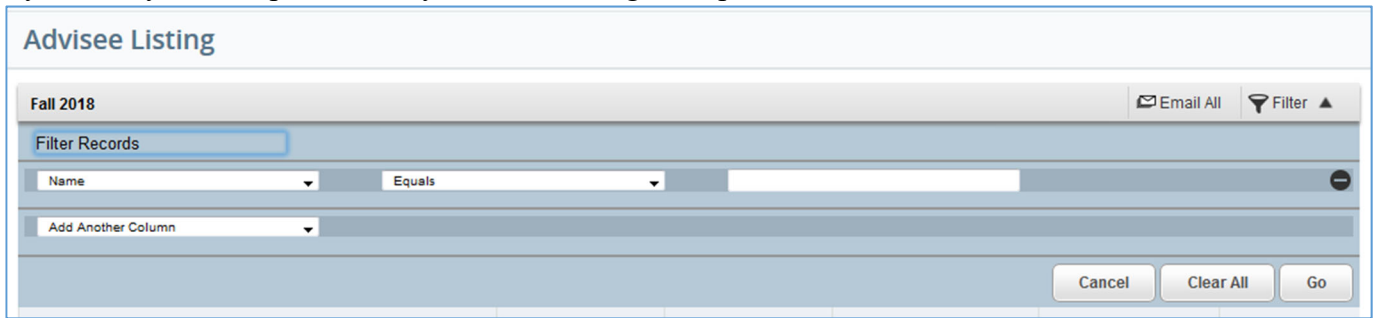 Advisee Listing
Fall 2018 Email All Filter
Filter Records
Name Equals
Add Another Column
Cancel Clear All Go